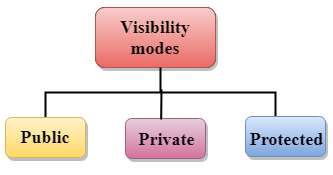 Visibility
modes
Public
Private
Protected